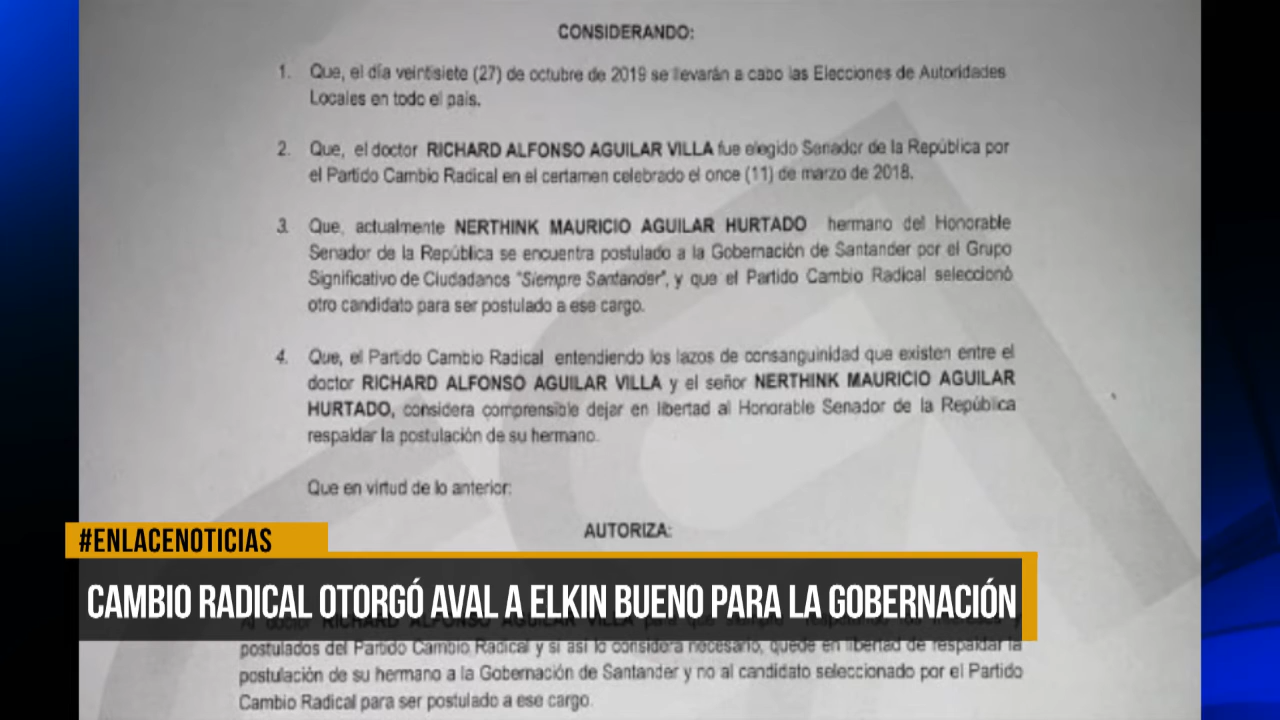 CONSIDERANDO:
1. Que, el día veintisiete (27) de octubre de 2019 se llevarán a cabo las Elecciones de Autoridades
Locales en todo el país.
2. Que, el doctor RICHARD ALFONSO AGUILAR VILLA fue elegido Senador de la República por
el Partido Cambio Radical en el certamen celebrado el once (11) de marzo de 2018.
3. Que, actualmente NERTHINK MAURICIO AGUILAR HURTADO hermano del Honorable
Senador de la República se encuentra postulado a la Gobernación de Santander por el Grupo
Significativo de Ciudadanos "Siempre Santander", y que el Partido Cambio Radical seleccionó
otro candidato para ser postulado a ese cargo.
4. Que, el Partido Cambio Radical entendiendo los lazos de consanguinidad que existen entre el
doctor RICHARD ALFONSO AGUILAR VILLA y el señor NERTHINK MAURICIO AGUILAR
HURTADO, considera comprensible dejar en libertad al Honorable Senador de la República
respaldar la postulación de su hermano.
Que en virtud de lo anterior:
AUTORIZA:
#ENLACENOTICIAS
CAMBIO RADICAL OTORGÓ AVAL A ELKIN BUENO PARA LA GOBERNACIÓN
Al doctor RICHARD ALFONSO AGUILAR VILLA para que
postulados del Partido Cambio Radical y si así lo considera necesario, quede en libertad de respaldar la
postulación de su hermano a la Gobernación de Santander y no al candidato seleccionado por el Partido
Cambio Radical para ser postulado a ese cargo.